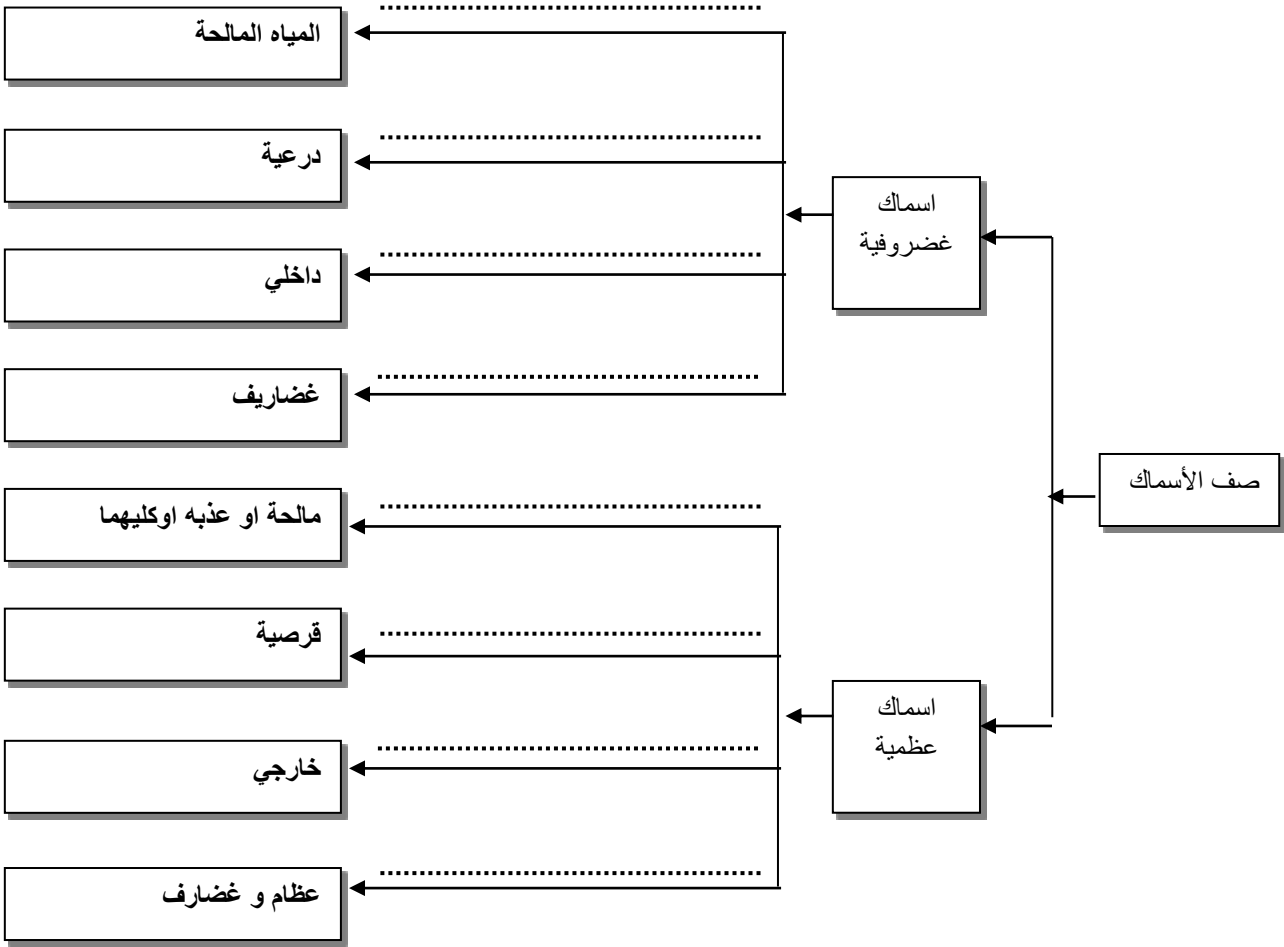 صف الأسماك
اسماك
غضروفية
المياه المالحة
درعية
داخلي
غضاريف
اسماك
عظمية
مالحة او عذبه اوكليهما
قرصية
خارجي
عظام و غضارف